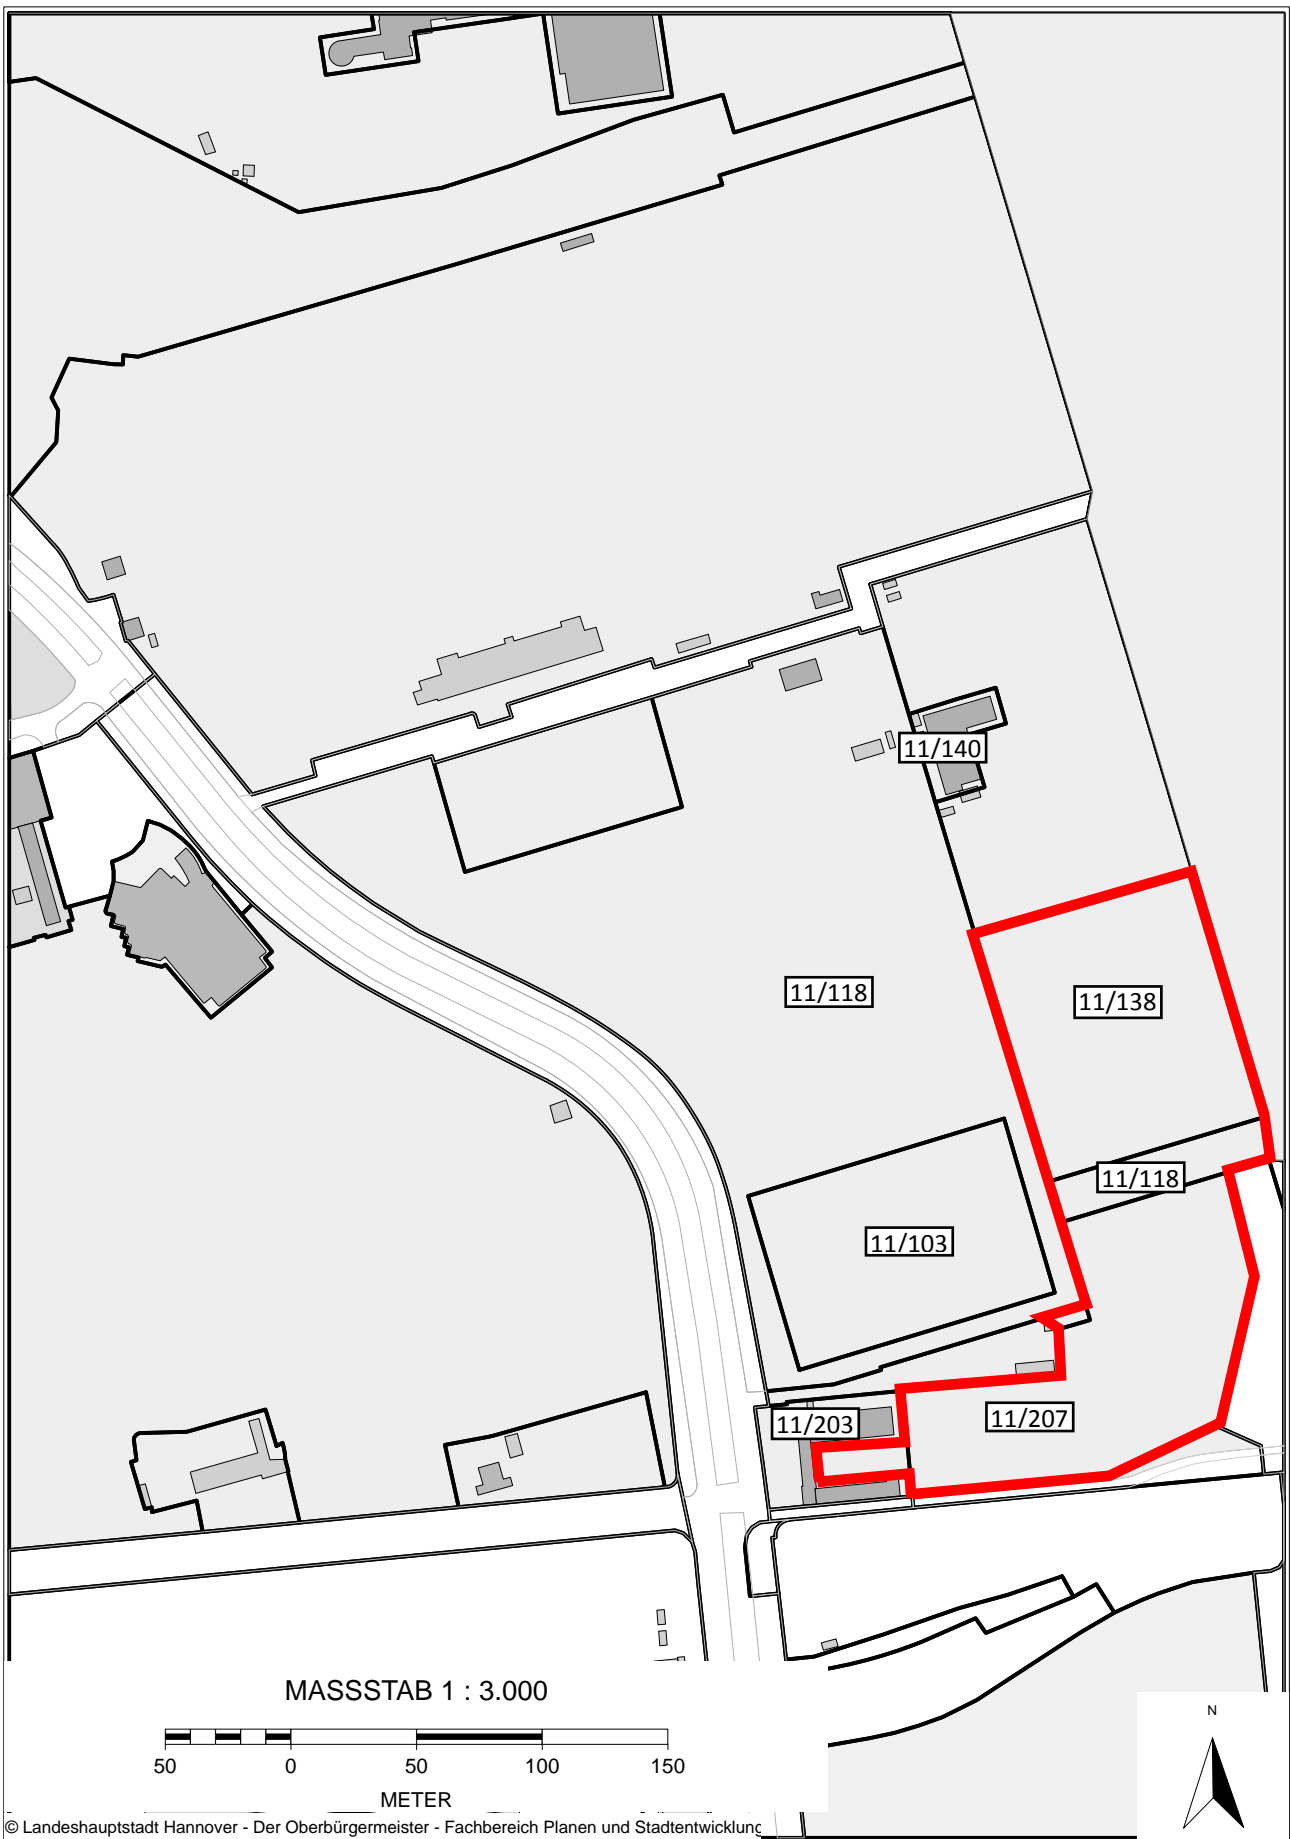 11/140
11/118
11/138
11/118
11/103
11/203
11/207
MASSSTAB 1 : 3.000
50 0 50 100 150
METER
N
© Landeshauptstadt Hannover - Der Oberbürgermeister - Fachbereich Planen und Stadtentwicklung